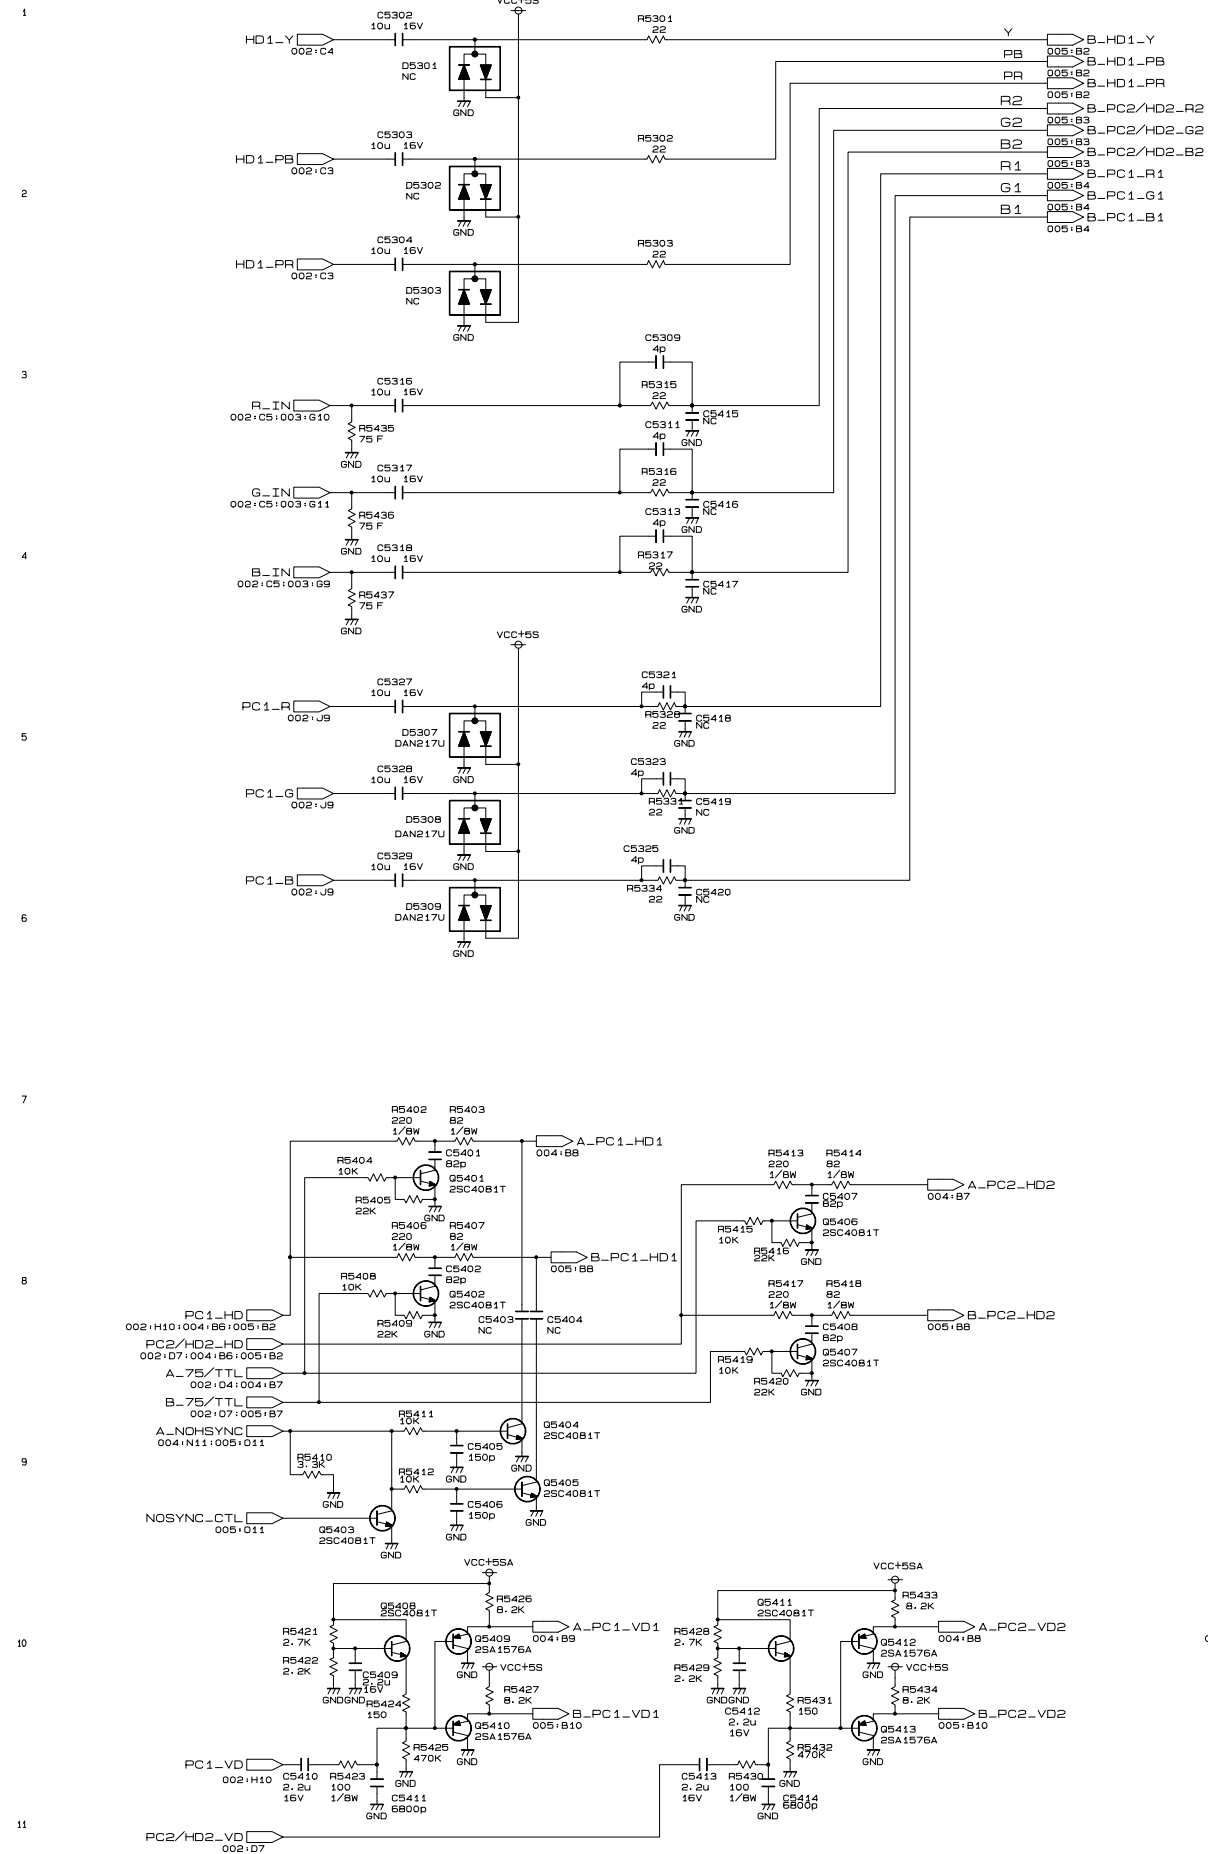 1
VCC+5S
C5302
10u 16V
R5301
22
HD1_Y
002:C4
D5301
NC
GND
Y
B_HD1_Y
005:B2
PB
B_HD1_PB
005:B2
PR
B_HD1_PR
005:B2
R2
B_PC2/HD2_R2
005:B3
G2
B_PC2/HD2_G2
005:B3
B2
B_PC2/HD2_B2
005:B3
R1
B_PC1_R1
005:B4
G1
B_PC1_G1
005:B4
B1
B_PC1_B1
005:B4
C5303
10u 16V
R5302
22
HD1_PB
002:C3
D5302
NC
GND
2
C5304
10u 16V
R5303
22
HD1_PR
002:C3
D5303
NC
GND
3
C5309
4p
C5316
10u 16V
R5315
22
R_IN
002:C5:003:G10
R5435
75 F
GND
C5415
NC
GND
C5311
4p
C5317
10u 16V
R5316
22
G_IN
002:C5:003:G11
R5436
75 F
GND
C5416
NC
GND
4
C5313
4p
C5318
10u 16V
R5317
22
B_IN
002:C5:003:G9
R5437
75 F
GND
C5417
NC
GND
VCC+5S
5
C5327
10u 16V
C5321
4p
PC1_R
002:J9
R5328
22
C5418
NC
GND
D5307
DAN217U
GND
C5328
10u 16V
C5323
4p
PC1_G
002:J9
R5331
22
C5419
NC
GND
D5308
DAN217U
GND
C5329
10u 16V
C5325
4p
PC1_B
002:J9
R5334
22
C5420
NC
GND
D5309
DAN217U
GND
6
7
R5402
220
1/8W
R5403
82
1/8W
A_PC1_HD1
004:B8
C5401
82p
R5404
10K
Q5401
2SC4081T
R5405
22K
GND
R5406
220
1/8W
R5407
82
1/8W
B_PC1_HD1
005:B8
C5402
82p
R5408
10K
Q5402
2SC4081T
R5409
22K
GND
C5403
NC
C5404
NC
R5413
220
1/8W
R5414
82
1/8W
A_PC2_HD2
004:B7
C5407
82p
R5415
10K
Q5406
2SC4081T
R5416
22K
GND
R5417
220
1/8W
R5418
82
1/8W
B_PC2_HD2
005:B8
C5408
82p
R5419
10K
Q5407
2SC4081T
R5420
22K
GND
8
PC1_HD
002:H10:004:B6:005:B2
PC2/HD2_HD
002:D7:004:B6:005:B2
A_75/TTL
002:D4:004:B7
B_75/TTL
002:D7:005:B7
A_NOHSYNC
004:N11:005:D11
R5411
10K
Q5404
2SC4081T
C5405
150p
GND
GND
9
R5410
3.3K
GND
R5412
10K
Q5405
2SC4081T
C5406
150p
GND
GND
NOSYNC_CTL
005:D11
Q5403
2SC4081T
GND
10
VCC+5SA
Q5408
2SC4081T
R5426
8.2K
R5421
2.7K
R5422
2.2K
Q5409
2SA1576A
A_PC1_VD1
004:B9
GND
C5409
2.2u
16V
GND
GND
VCC+5S
R5424
150
R5427
8.2K
Q5410
2SA1576A
B_PC1_VD1
005:B10
GND
R5425
470K
GND
PC1_VD
002:H10
C5410
2.2u
16V
R5423
100
1/8W
C5411
6800p
GND
VCC+5SA
Q5411
2SC4081T
R5433
8.2K
R5428
2.7K
R5429
2.2K
Q5412
2SA1576A
A_PC2_VD2
004:B8
GND
C5412
2.2u
16V
GND
GND
VCC+5S
R5431
150
R5434
8.2K
Q5413
2SA1576A
B_PC2_VD2
005:B10
GND
R5432
470K
GND
C5413
2.2u
16V
R5430
100
1/8W
C5414
6800p
GND
11
PC2/HD2_VD
002:D7